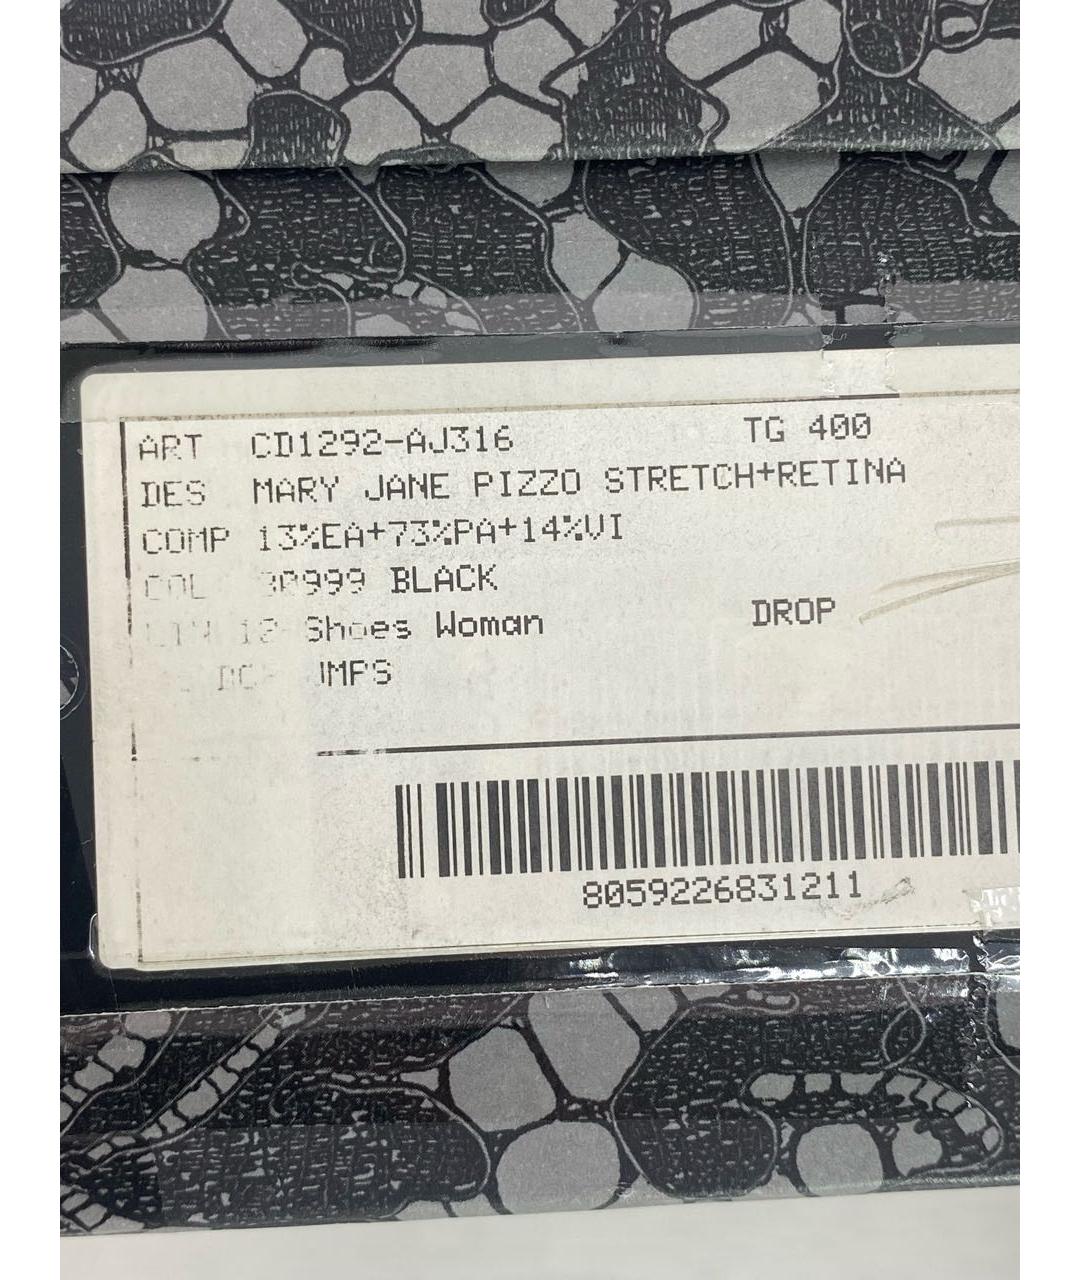 ART CD1292-AJ316 TG 400
DES MARY JANE PIZZO STRETCH+RETINA
COMP 13%EA+73%PA+14%VI
COL BLACK
Shoes Woman DROP
8059226831211